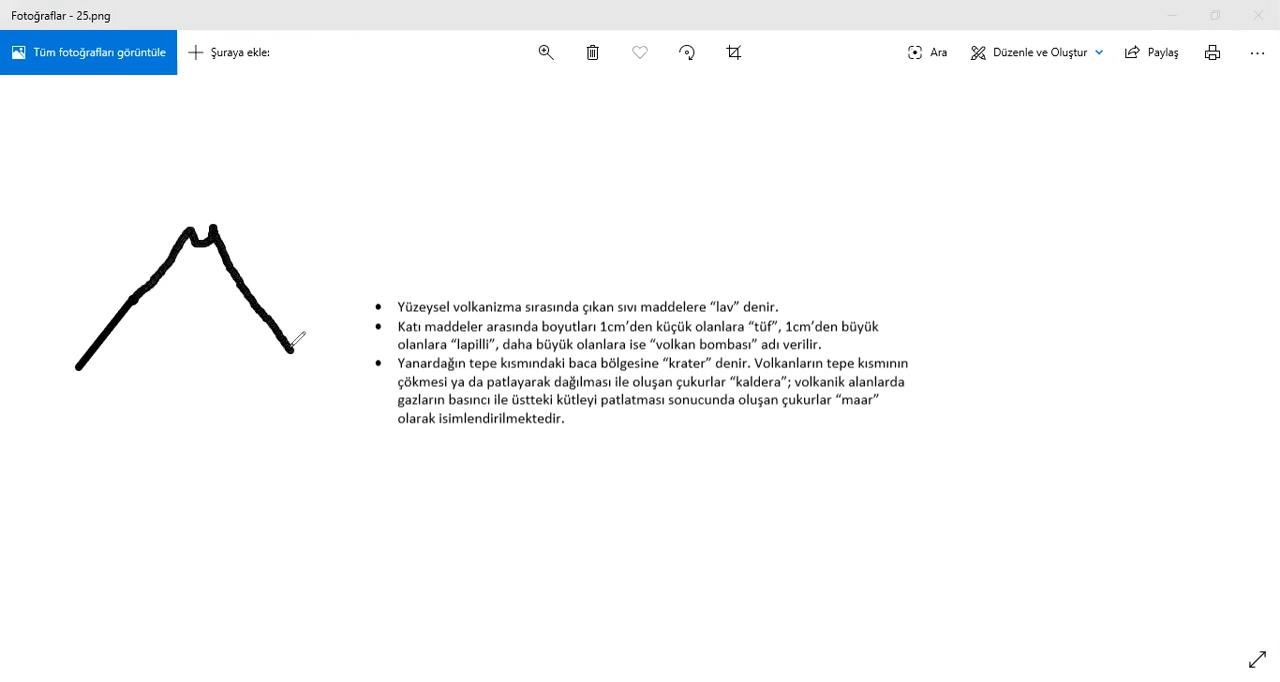 Fotoğraflar - 25.png
Tüm fotoğrafları görüntüle
Şuraya ekle:
Ara
Düzenle ve Oluştur
Paylaş
• Yüzeysel volkanizma sırasında çıkan sıvı maddelere “lav” denir.
• Katı maddeler arasında boyutları 1cm’den küçük olanlara “tüf”, 1cm’den büyük
olanlara “lapilli”, daha büyük olanlara ise “volkan bombası” adı verilir.
• Yanardağın tepe kısmındaki baca bölgesine “krater” denir. Volkanların tepe kısmının
çökmesi ya da patlayarak dağılması ile oluşan çukurlar “kaldera”; volkanik alanlarda
gazların basıncı ile üstteki kütleyi patlatması sonucunda oluşan çukurlar “maar”
olarak isimlendirilmektedir.